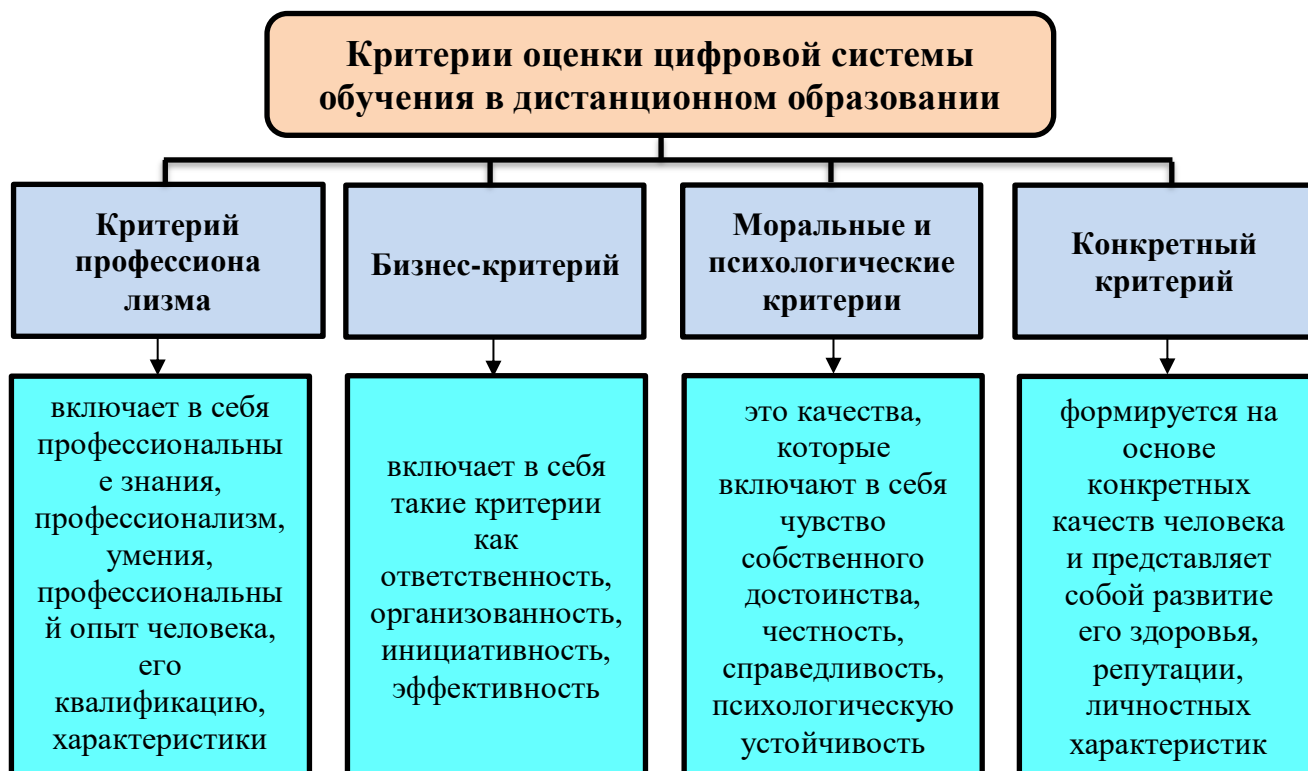 Критерии оценки цифровой системы
обучения в дистанционном образовании
Критерий
профессиона
лизма
Бизнес-критерий
Моральные и
психологические
критерии
Конкретный
критерий
включает в себя
профессиональны
е знания,
профессионализм,
умения,
профессиональны
й опыт человека,
его
квалификацию,
характеристики
включает в себя
такие критерии
как
ответственность,
организованность,
инициативность,
эффективность
это качества,
которые
включают в себя
чувство
собственного
достоинства,
честность,
справедливость,
психологическую
устойчивость
формируется на
основе
конкретных
качеств человека
и представляет
собой развитие
его здоровья,
репутации,
личностных
характеристик